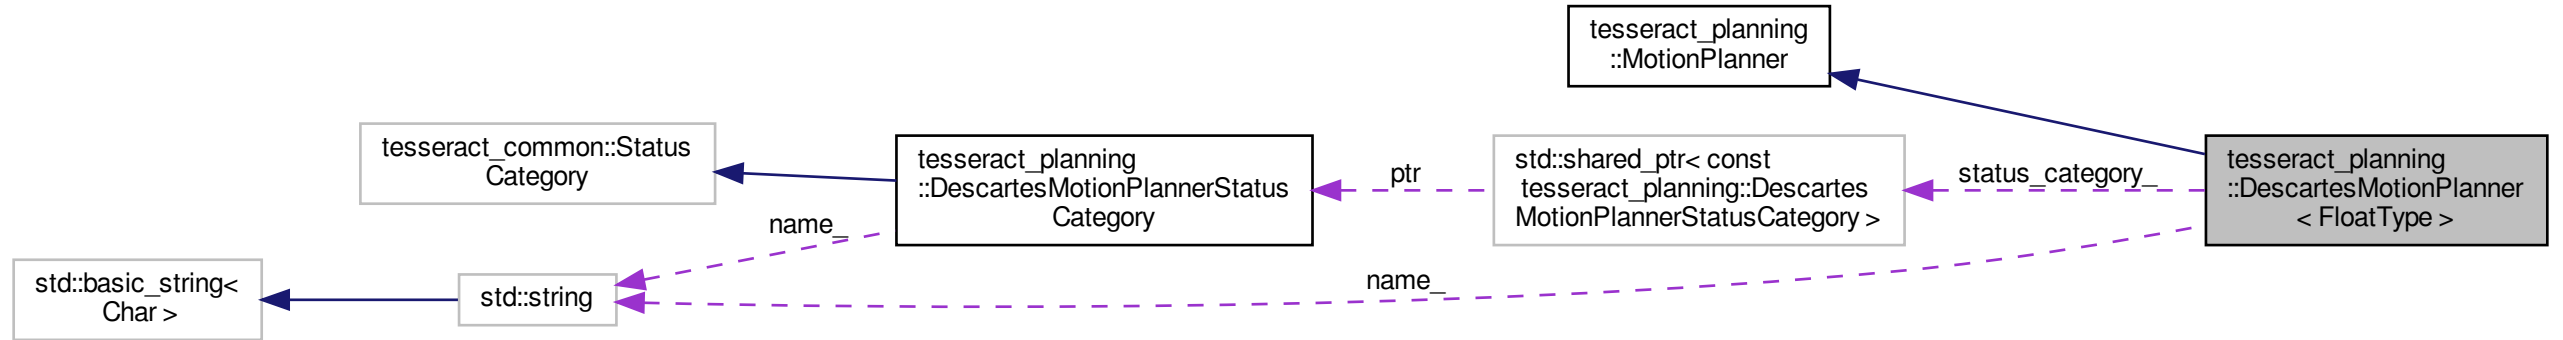 tesseract_planning
::MotionPlanner
tesseract_common::Status
Category
tesseract_planning
::DescartesMotionPlannerStatus
Category
ptr
std::shared_ptr< const
tesseract_planning::Descartes
MotionPlannerStatusCategory >
status_category_
tesseract_planning
::DescartesMotionPlanner
< FloatType >
name_
std::basic_string<
Char >
std::string
name_